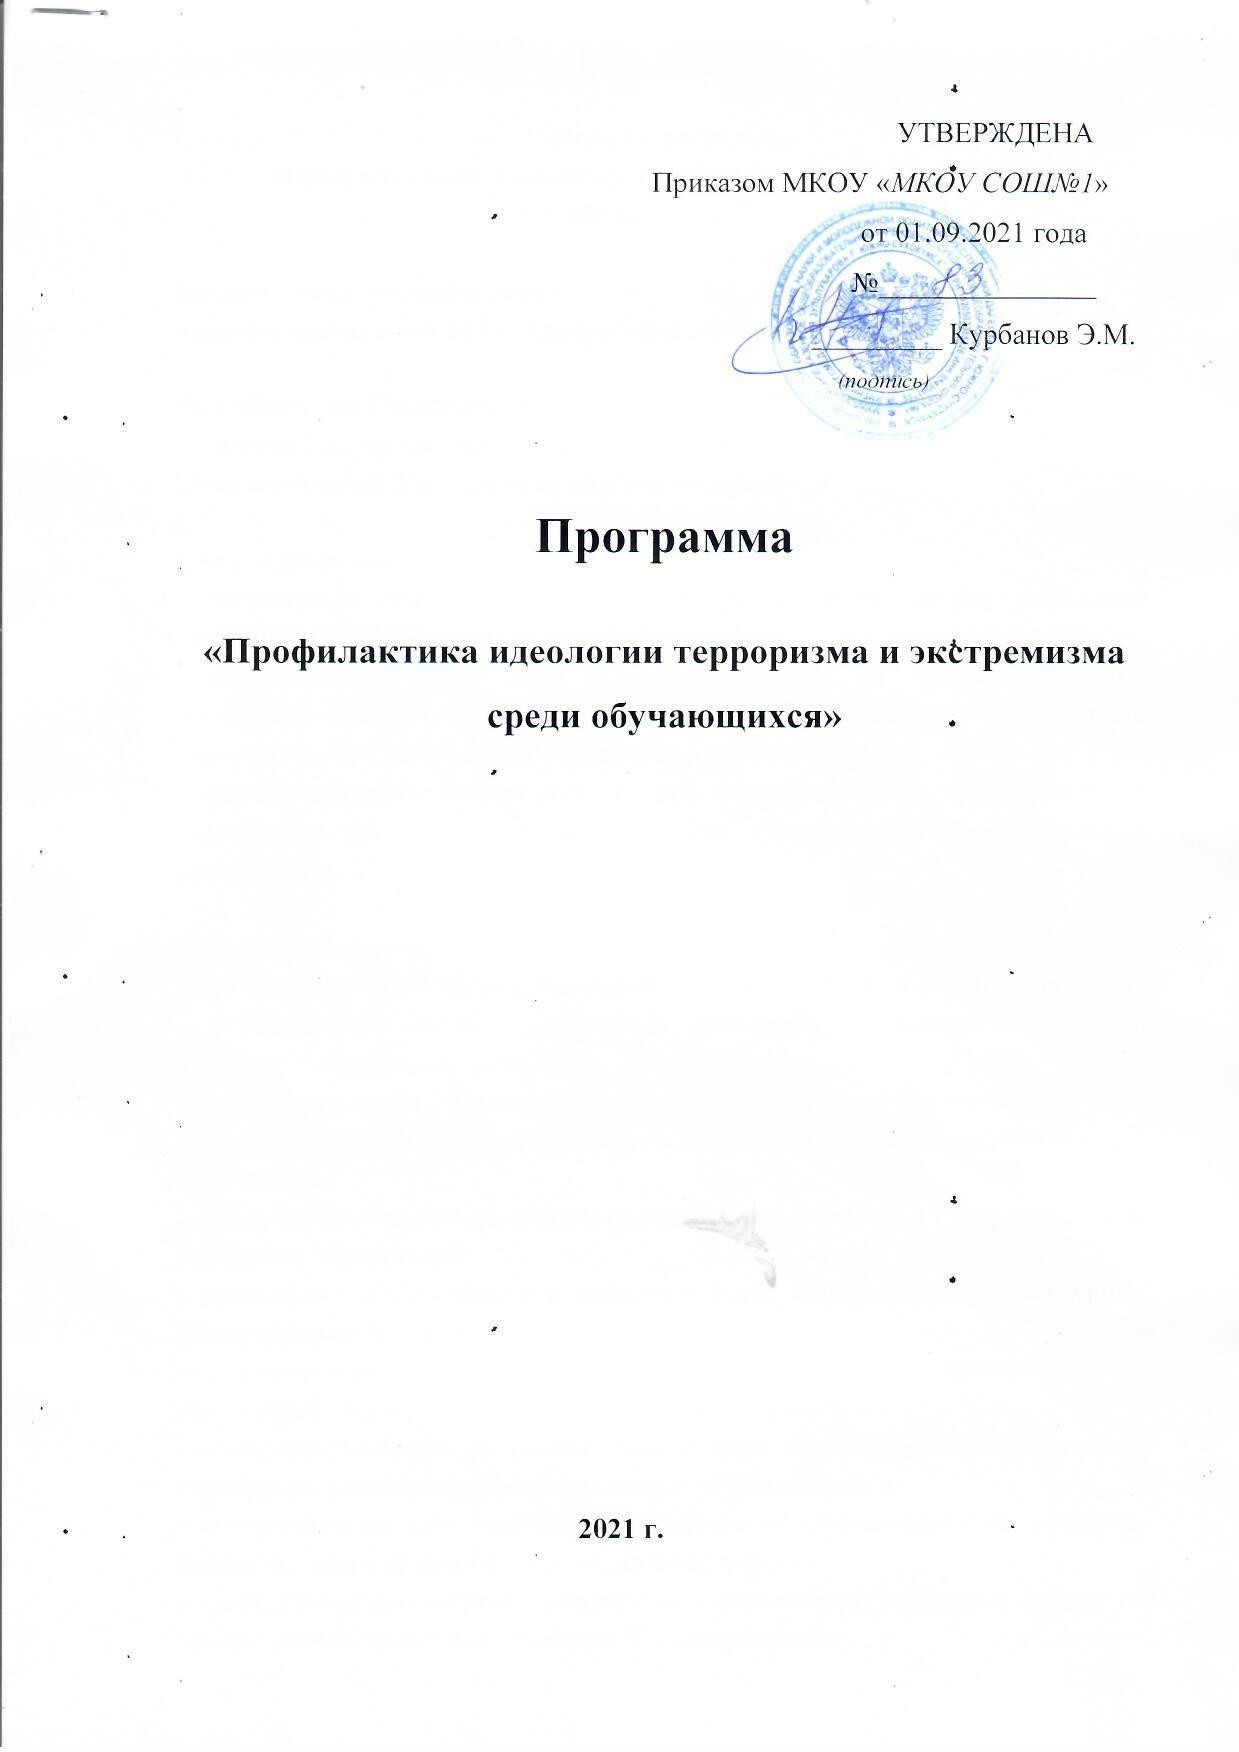 УТВЕРЖДЕНА
Приказом МКОУ «МКОУ СОШ№1»
от 01.09.2021 года
№ 83
Курбанов Э.М.
(подпись)
Программа
«Профилактика идеологии терроризма и экстремизма
среди обучающихся»
2021 г.